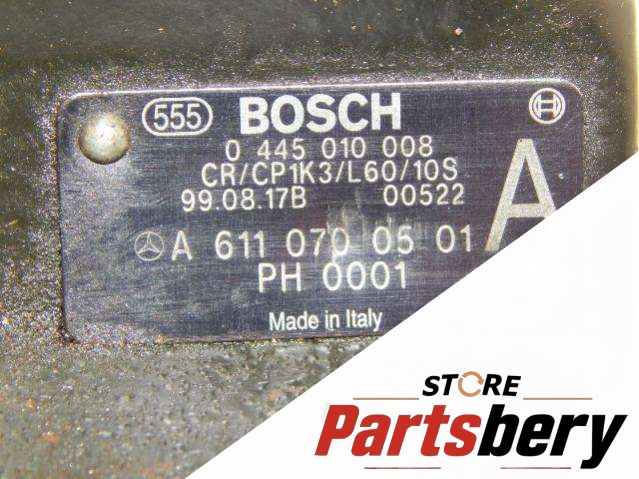 555 BOSCH
0 445 010 008
CR/CP1K3/L60/10S
99.08.17B 00522
A
A 611 070 05 01
PH 0001
Made in Italy
STORE
Partsbery